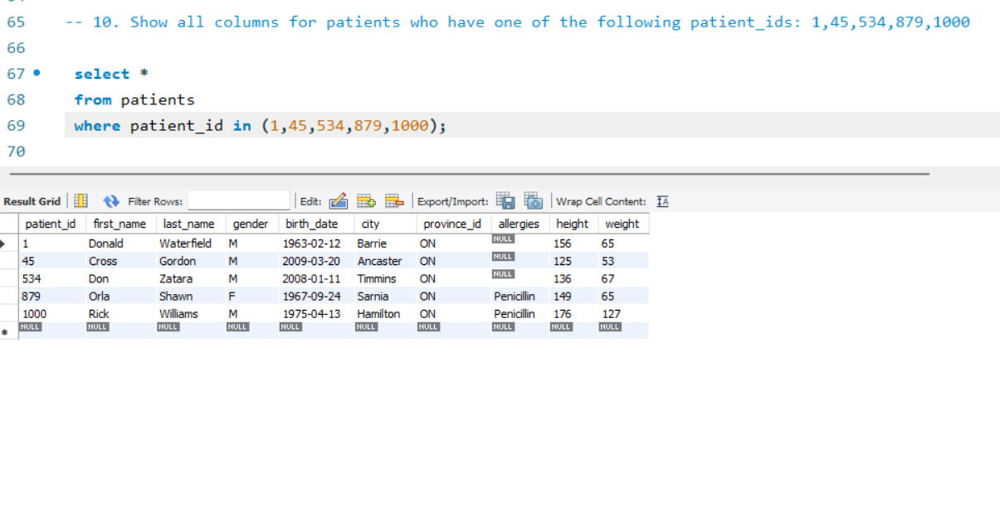 65 -- 10. Show all columns for patients who have one of the following patient_ids: 1,45,534,879,1000
66
67 select *
68 from patients
69 where patient_id in (1,45,534,879,1000);
70
Result Grid Filter Rows: Edit: Export/Import: Wrap Cell Content: IA
patient_id first_name last_name gender birth_date city province_id allergies height weight
1 Donald Waterfield M 1963-02-12 Barrie ON NULL 156 65
45 Cross Gordon M 2009-03-20 Ancaster ON NULL 125 53
534 Don Zatara M 2008-01-11 Timmins ON NULL 136 67
879 Orla Shawn F 1967-09-24 Sarnia ON Penicillin 149 65
1000 Rick Williams M 1975-04-13 Hamilton ON Penicillin 176 127
* NULL NULL NULL NULL NULL NULL NULL NULL NULL NULL